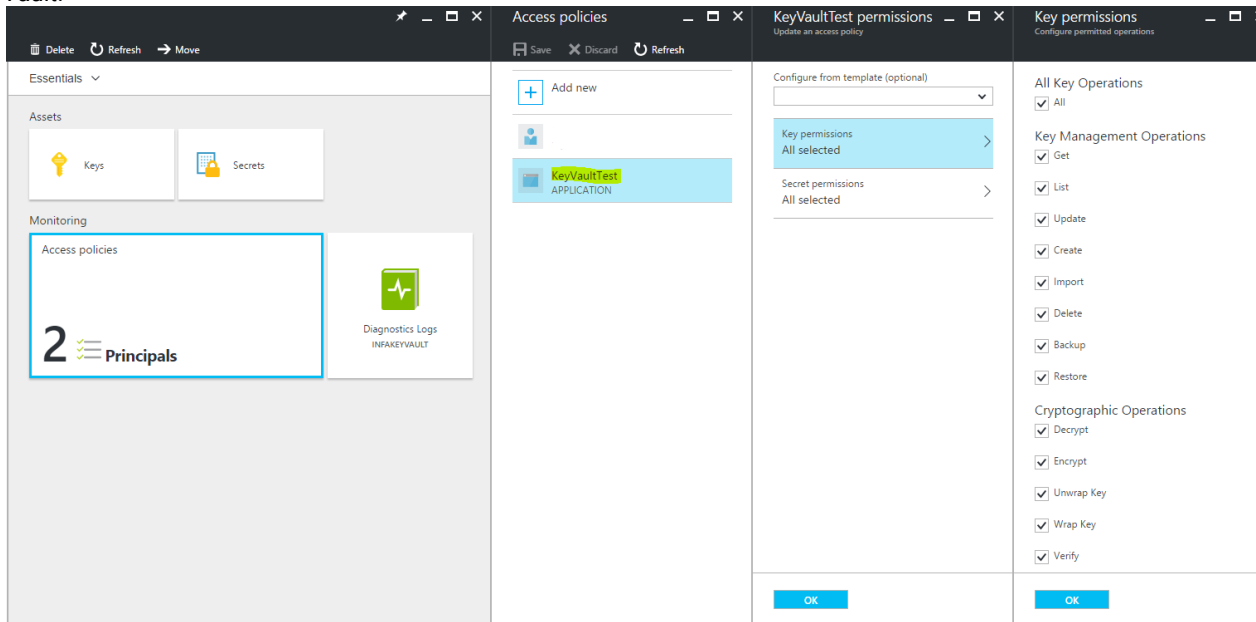 Delete Refresh Move
Essentials
Assets
Keys
Secrets
Monitoring
Access policies
2 Principals
Diagnostics Logs
INFAKEYVAULT
Access policies
Save Discard Refresh
Add new
KeyVaultTest
APPLICATION
KeyVaultTest permissions
Update an access policy
Configure from template (optional)
Key permissions
All selected
Secret permissions
All selected
OK
Key permissions
Configure permitted operations
All Key Operations
All
Key Management Operations
Get
List
Update
Create
Import
Delete
Backup
Restore
Cryptographic Operations
Decrypt
Encrypt
Unwrap Key
Wrap Key
Verify
OK